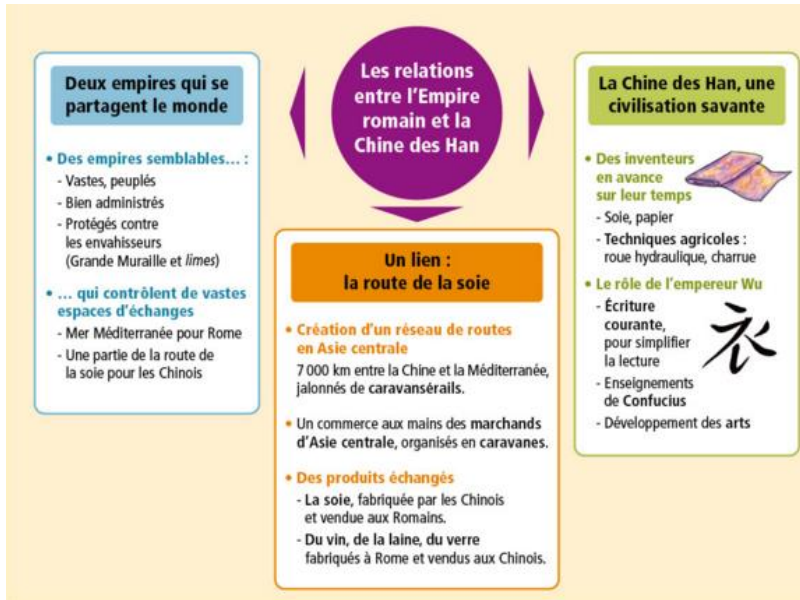 Les relations
entre l'Empire
romain et la
Chine des Han
Deux empires qui se
partagent le monde
• Des empires semblables… :
- Vastes, peuplés
- Bien administrés
- Protégés contre
les envahisseurs
(Grande Muraille et limes)
• … qui contrôlent de vastes
espaces d'échanges
- Mer Méditerranée pour Rome
- Une partie de la route de
la soie pour les Chinois
Un lien :
la route de la soie
• Création d'un réseau de routes
en Asie centrale
7 000 km entre la Chine et la Méditerranée,
jalonnés de caravansérails.
• Un commerce aux mains des marchands
d'Asie centrale, organisés en caravanes.
• Des produits échangés
- La soie, fabriquée par les Chinois
et vendue aux Romains.
- Du vin, de la laine, du verre
fabriqués à Rome et vendus aux Chinois.
La Chine des Han, une
civilisation savante
• Des inventeurs
en avance
sur leur temps
- Soie, papier
- Techniques agricoles :
roue hydraulique, charrue
• Le rôle de l'empereur Wu
- Écriture
courante,
pour simplifier
la lecture
- Enseignements
de Confucius
- Développement des arts
衣